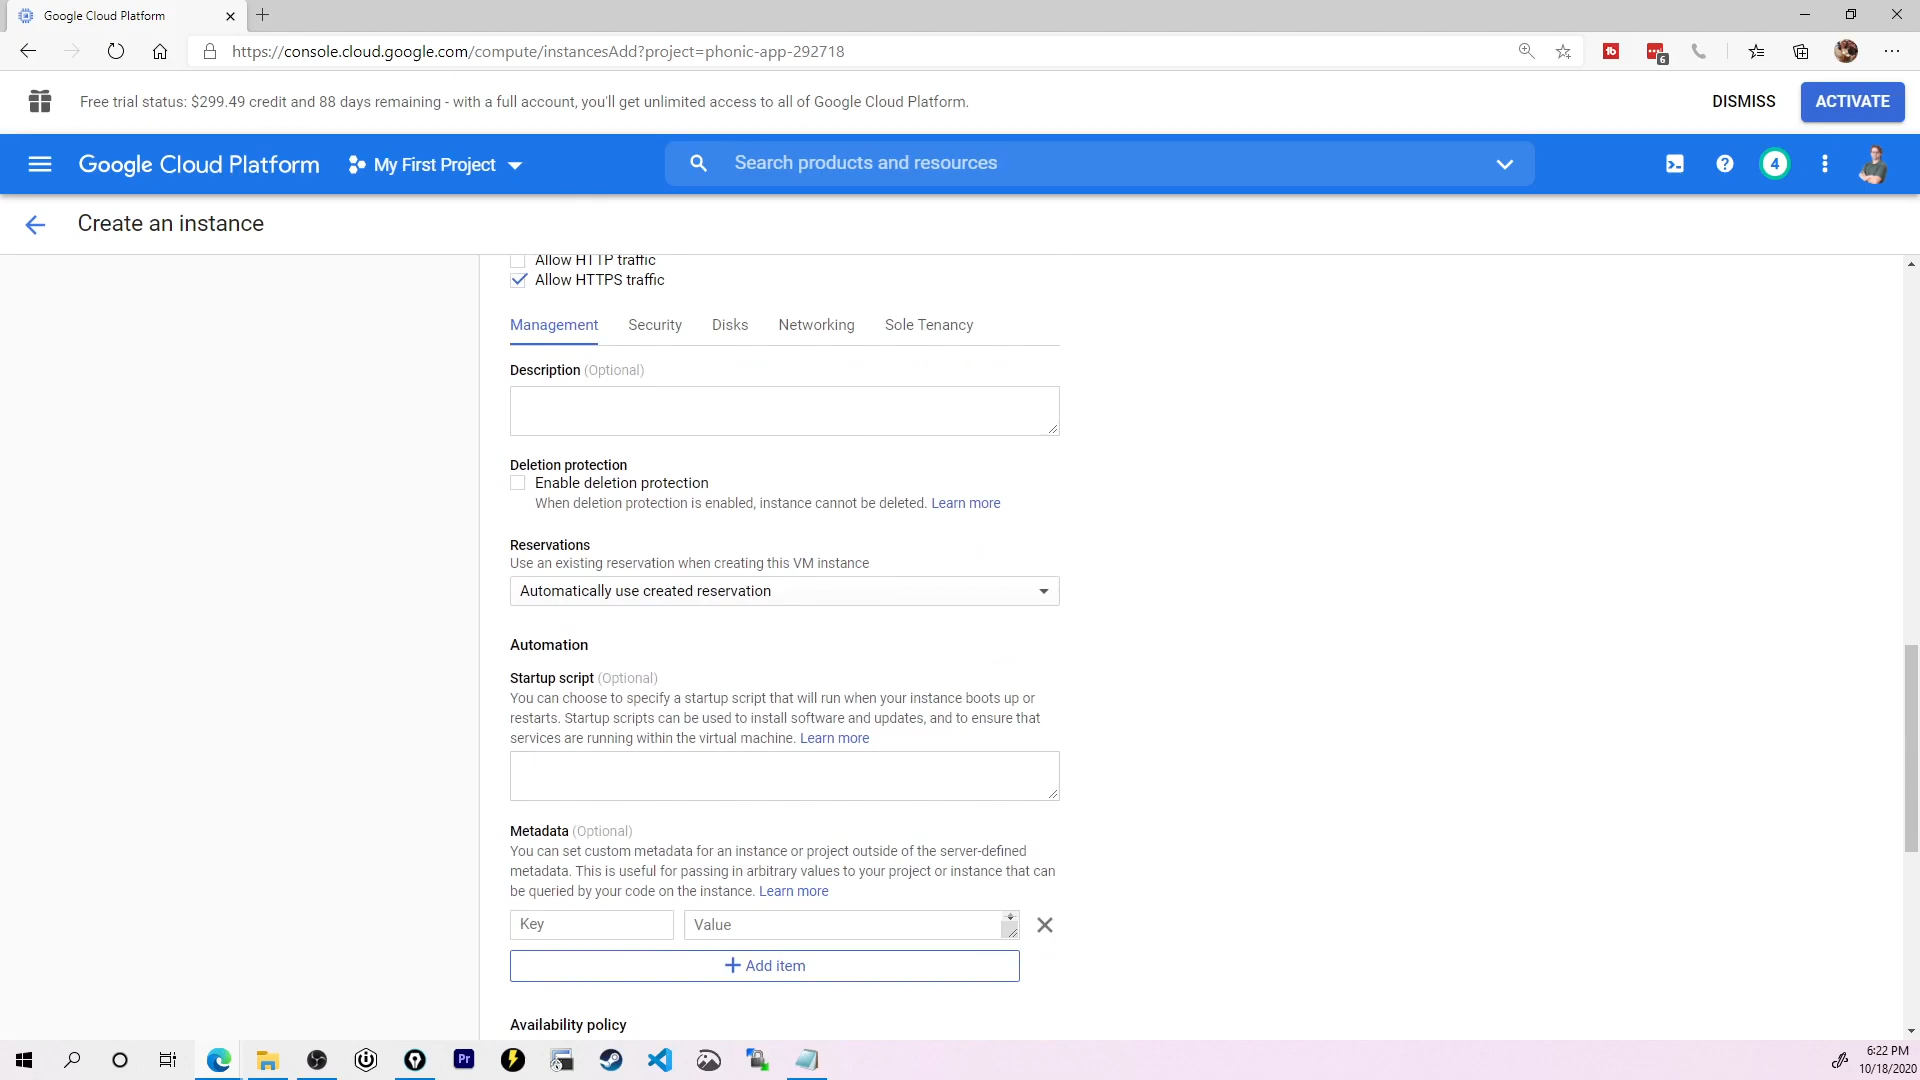 Google Cloud Platform
https://console.cloud.google.com/compute/instancesAdd?project=phonic-app-292718
6
Free trial status: $299.49 credit and 88 days remaining - with a full account, you'll get unlimited access to all of Google Cloud Platform.
DISMISS
ACTIVATE
Google Cloud Platform
My First Project
Search products and resources
4
Create an instance
Allow HTTP traffic
Allow HTTPS traffic
Management
Security
Disks
Networking
Sole Tenancy
Description (Optional)
Deletion protection
Enable deletion protection
When deletion protection is enabled, instance cannot be deleted. Learn more
Reservations
Use an existing reservation when creating this VM instance
Automatically use created reservation
Automation
Startup script (Optional)
You can choose to specify a startup script that will run when your instance boots up or
restarts. Startup scripts can be used to install software and updates, and to ensure that
services are running within the virtual machine. Learn more
Metadata (Optional)
You can set custom metadata for an instance or project outside of the server-defined
metadata. This is useful for passing in arbitrary values to your project or instance that can
be queried by your code on the instance. Learn more
Key
Value
Add item
Availability policy
Pr
6:22 PM
10/18/2020